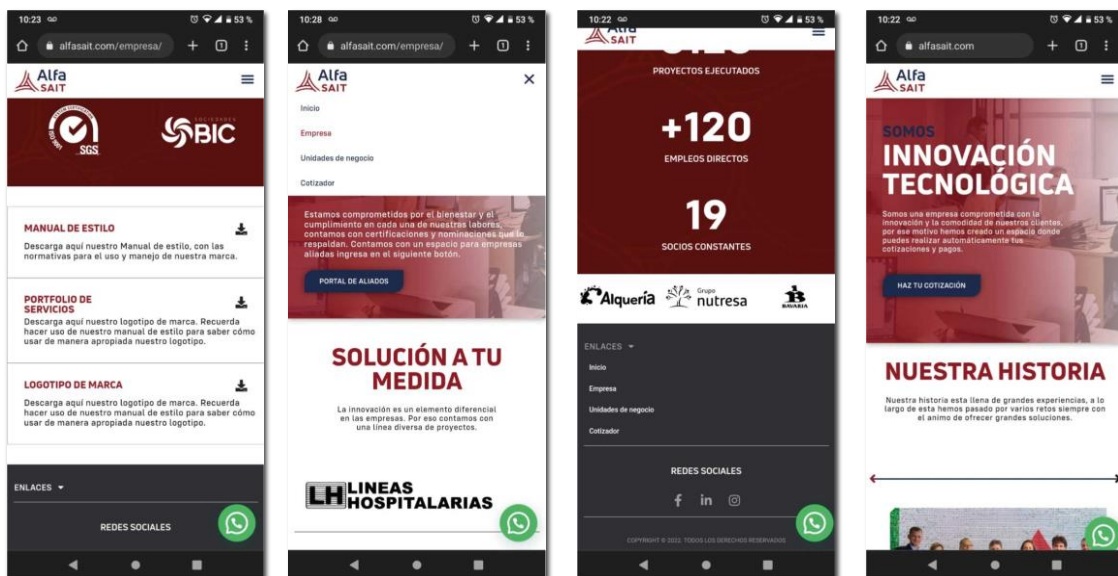 10:23
53 %
alfasait.com/empresa/
1
Alfa
SAIT
SGS
SOCIEDADES
BIC
MANUAL DE ESTILO
Descarga aquí nuestro Manual de estilo, con las
normativas para el uso y manejo de nuestra marca.
PORTFOLIO DE
SERVICIOS
Descarga aquí nuestro logotipo de marca. Recuerda
hacer uso de nuestro manual de estilo para saber cómo
usar de manera apropiada nuestro logotipo.
LOGOTIPO DE MARCA
Descarga aquí nuestro logotipo de marca. Recuerda
hacer uso de nuestro manual de estilo para saber cómo
usar de manera apropiada nuestro logotipo.
ENLACES
REDES SOCIALES
10:28
53 %
alfasait.com/empresa/
1
Alfa
SAIT
Inicio
Empresa
Unidades de negocio
Cotizador
Estamos comprometidos por el bienestar y el
cumplimiento en cada una de nuestras labores,
contamos con certificaciones y nominaciones que lo
respaldan. Contamos con un espacio para empresas
aliadas ingresa en el siguiente botón.
PORTAL DE ALIADOS
SOLUCIÓN A TU
MEDIDA
La innovación es un elemento diferencial
en las empresas. Por eso contamos con
una línea diversa de proyectos.
LH LINEAS
HOSPITALARIAS
10:22
53 %
SAIT
PROYECTOS EJECUTADOS
+120
EMPLEOS DIRECTOS
19
SOCIOS CONSTANTES
Alquería
Grupo
nutresa
BAVARIA
ENLACES
Inicio
Empresa
Unidades de negocio
Cotizador
REDES SOCIALES
f in
COPYRIGHT © 2022 TODOS LOS DERECHOS RESERVADOS
10:22
53 %
alfasait.com
1
Alfa
SAIT
SOMOS
INNOVACIÓN
TECNOLÓGICA
Somos una empresa comprometida con la
innovación y la comodidad de nuestros clientes,
por ese motivo hemos creado un espacio donde
puedes realizar automáticamente tus
cotizaciones y pagos.
HAZ TU COTIZACIÓN
NUESTRA HISTORIA
Nuestra historia esta llena de grandes experiencias, a lo
largo de esta hemos pasado por varios retos siempre con
el animo de ofrecer grandes soluciones.